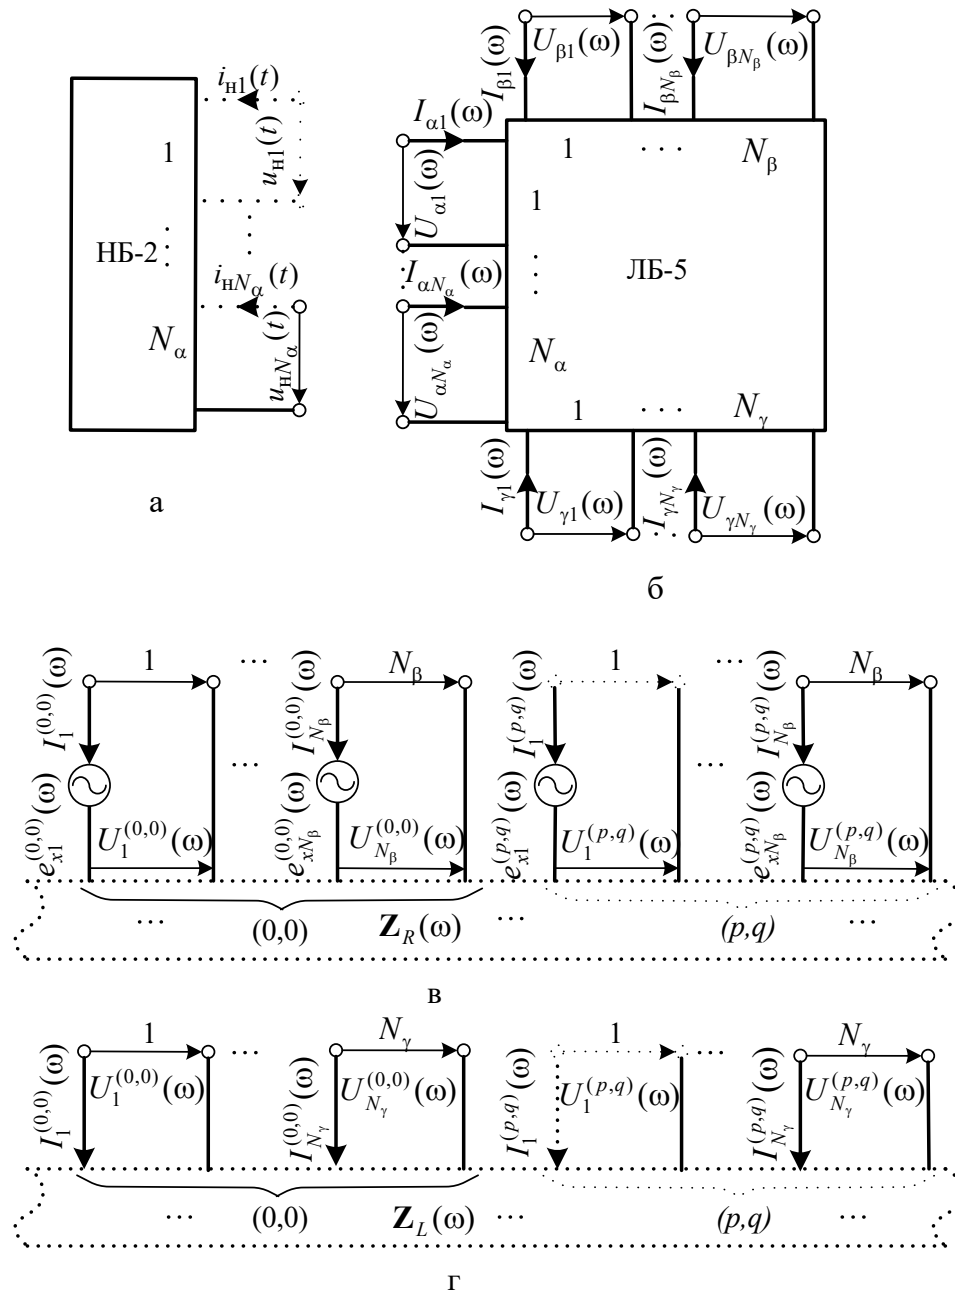 i_н1(t)
1
u_н1(t)
НБ-2
i_нN_α(t)
N_α
u_нN_α(t)
а
I_β1(ω)
U_β1(ω)
I_βN_β(ω)
U_βN_β(ω)
I_α1(ω)
1 ··· N_β
U_α1(ω)
1
I_αN_α(ω)
ЛБ-5
U_αN_α(ω)
N_α
1 ··· N_γ
I_γ1(ω)
U_γ1(ω)
I_γN_γ(ω)
U_γN_γ(ω)
б
I_1^(0,0)(ω)
1
···
I_N_β^(0,0)(ω)
N_β
I_1^(p,q)(ω)
1
···
I_N_β^(p,q)(ω)
N_β
e_x1^(0,0)(ω)
U_1^(0,0)(ω)
···
e_xN_β^(0,0)(ω)
U_N_β^(0,0)(ω)
e_x1^(p,q)(ω)
U_1^(p,q)(ω)
···
e_xN_β^(p,q)(ω)
U_N_β^(p,q)(ω)
··· (0,0) Z_R(ω) ··· (p,q) ···
в
I_1^(0,0)(ω)
1
U_1^(0,0)(ω)
···
I_N_γ^(0,0)(ω)
N_γ
U_N_γ^(0,0)(ω)
I_1^(p,q)(ω)
1
U_1^(p,q)(ω)
···
I_N_γ^(p,q)(ω)
N_γ
U_N_γ^(p,q)(ω)
··· (0,0) Z_L(ω) ··· (p,q) ···
г